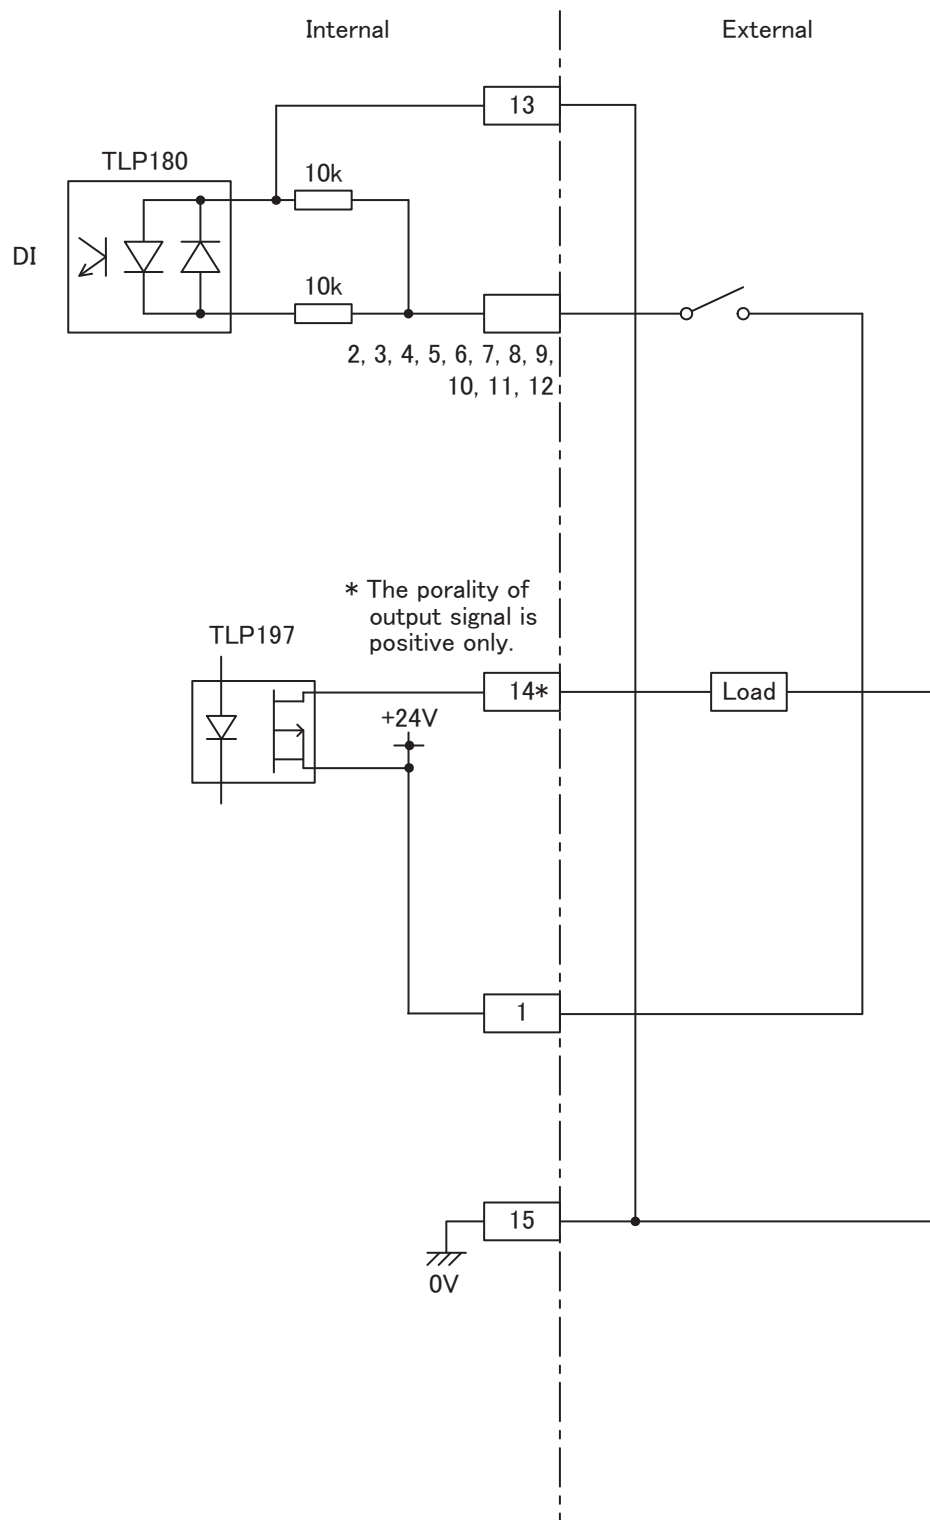 Internal
External
13
TLP180
10k
DI
10k
2, 3, 4, 5, 6, 7, 8, 9,
10, 11, 12
* The porality of
output signal is
positive only.
TLP197
14*
Load
+24V
1
15
0V